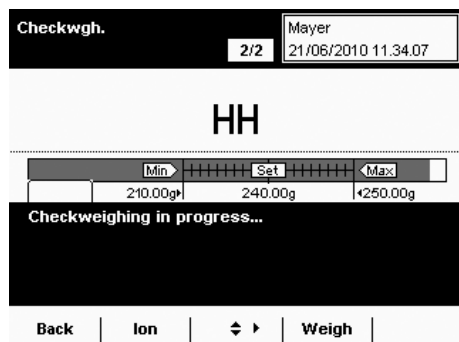 Checkwgh.
2/2
Mayer
21/06/2010 11.34.07
HH
Min Set Max
210.00g 240.00g 250.00g
Checkweighing in progress...
Back Ion Weigh